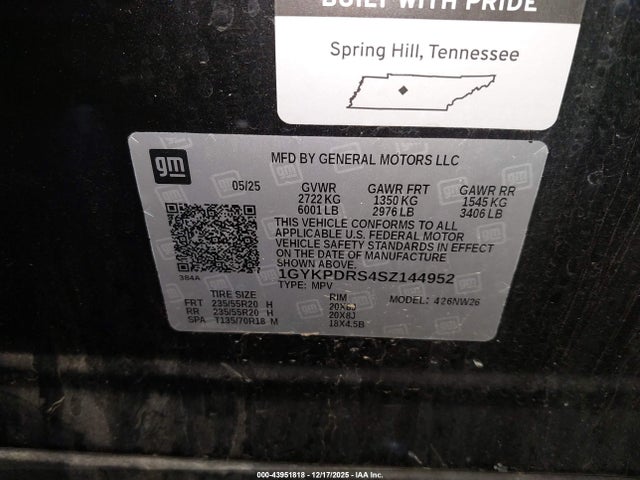 BUILT WITH PRIDE
Spring Hill, Tennessee
gm
MFD BY GENERAL MOTORS LLC
05/25 GVWR GAWR FRT GAWR RR
2722 KG 1350 KG 1545 KG
6001 LB 2976 LB 3406 LB
THIS VEHICLE CONFORMS TO ALL
APPLICABLE U.S. FEDERAL MOTOR
VEHICLE SAFETY STANDARDS IN EFFECT
ON THE DATE OF MANUFACTURE
SHOWN ABOVE.
1GYKPDRS4SZ144952
384A
TYPE: MPV
TIRE SIZE RIM MODEL: 426NW26
FRT 235/55R20 H 20X8J
RR 235/55R20 H 20X8J
SPA T135/70R18 M 18X4.5B
000-43951818 - 12/17/2025 - IAA Inc.